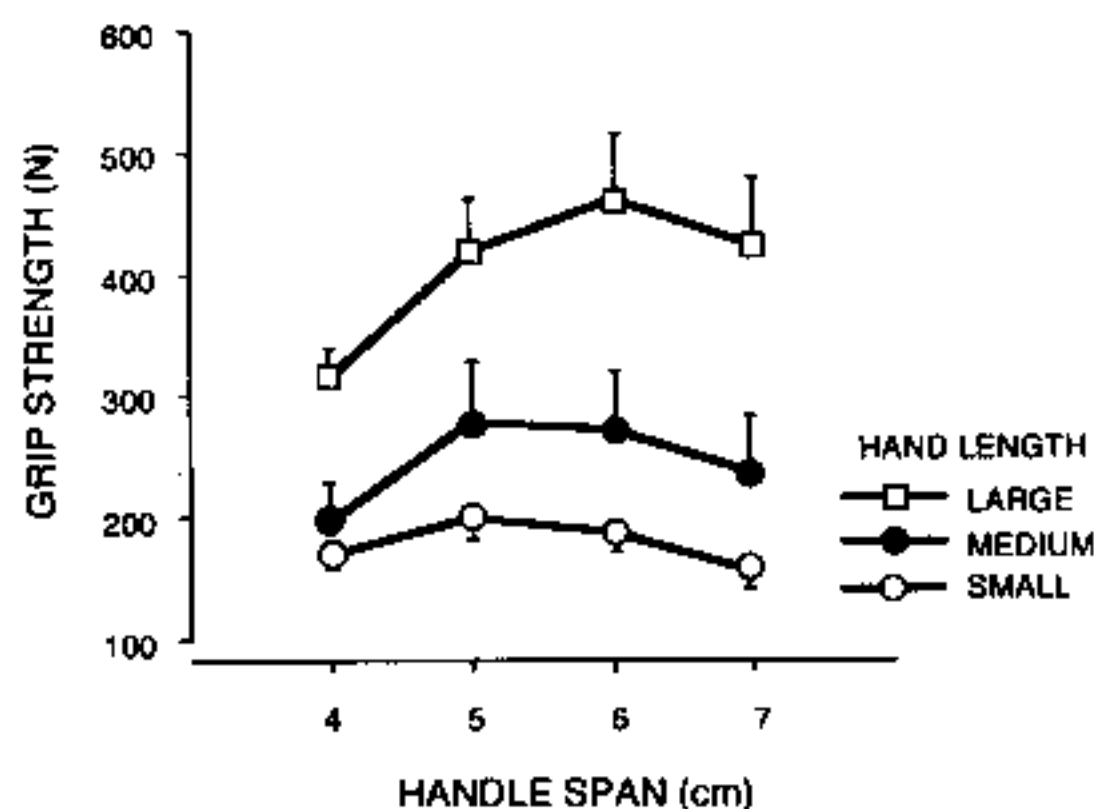 600
500
400
300
200
100
GRIP STRENGTH (N)
4 5 6 7
HANDLE SPAN (cm)
HAND LENGTH
LARGE
MEDIUM
SMALL